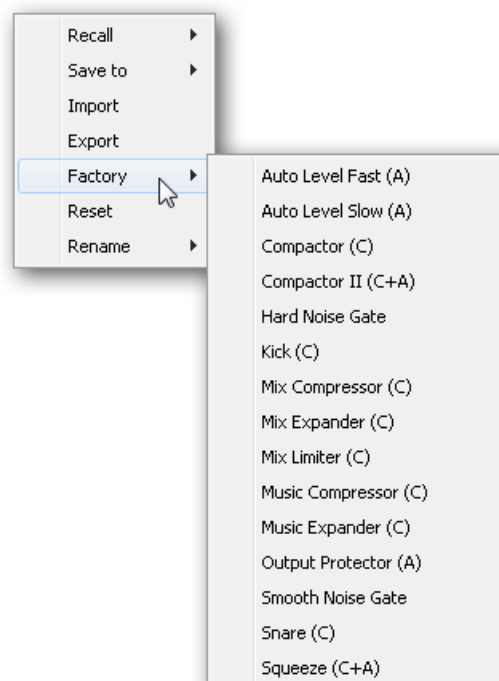 Recall
Save to
Import
Export
Factory
Reset
Rename
Auto Level Fast (A)
Auto Level Slow (A)
Compactor (C)
Compactor II (C+A)
Hard Noise Gate
Kick (C)
Mix Compressor (C)
Mix Expander (C)
Mix Limiter (C)
Music Compressor (C)
Music Expander (C)
Output Protector (A)
Smooth Noise Gate
Snare (C)
Squeeze (C+A)